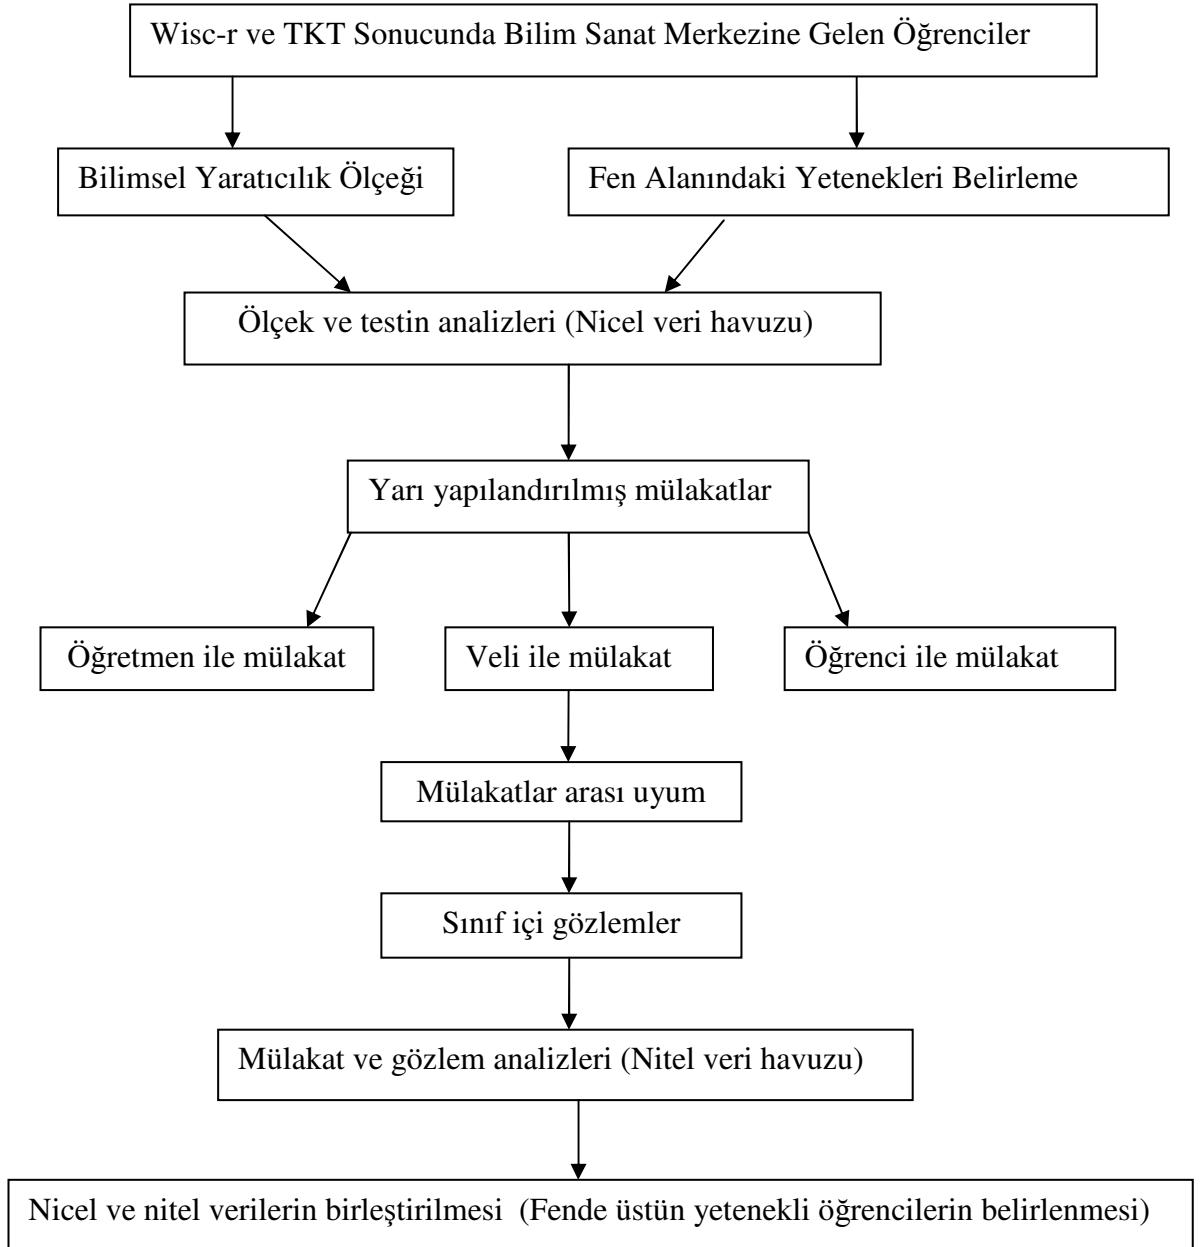 Wisc-r ve TKT Sonucunda Bilim Sanat Merkezine Gelen Öğrenciler
Bilimsel Yaratıcılık Ölçeği
Fen Alanındaki Yetenekleri Belirleme
Ölçek ve testin analizleri (Nicel veri havuzu)
Yarı yapılandırılmış mülakatlar
Öğretmen ile mülakat
Veli ile mülakat
Öğrenci ile mülakat
Mülakatlar arası uyum
Sınıf içi gözlemler
Mülakat ve gözlem analizleri (Nitel veri havuzu)
Nicel ve nitel verilerin birleştirilmesi (Fende üstün yetenekli öğrencilerin belirlenmesi)